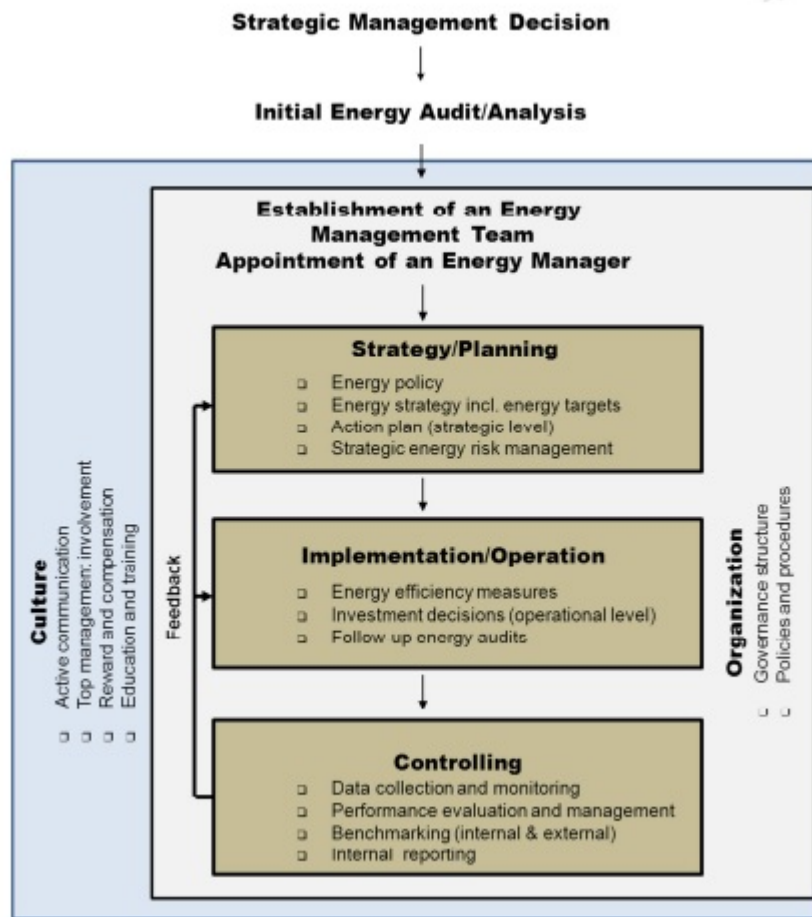 Strategic Management Decision
Initial Energy Audit/Analysis
Establishment of an Energy
Management Team
Appointment of an Energy Manager
Strategy/Planning
❑ Energy policy
❑ Energy strategy incl. energy targets
❑ Action plan (strategic level)
❑ Strategic energy risk management
Implementation/Operation
❑ Energy efficiency measures
❑ Investment decisions (operational level)
❑ Follow up energy audits
Controlling
❑ Data collection and monitoring
❑ Performance evaluation and management
❑ Benchmarking (internal & external)
❑ Internal reporting
Feedback
Culture
❑ Active communication
❑ Top management involvement
❑ Reward and compensation
❑ Education and training
Organization
❑ Governance structure
❑ Policies and procedures